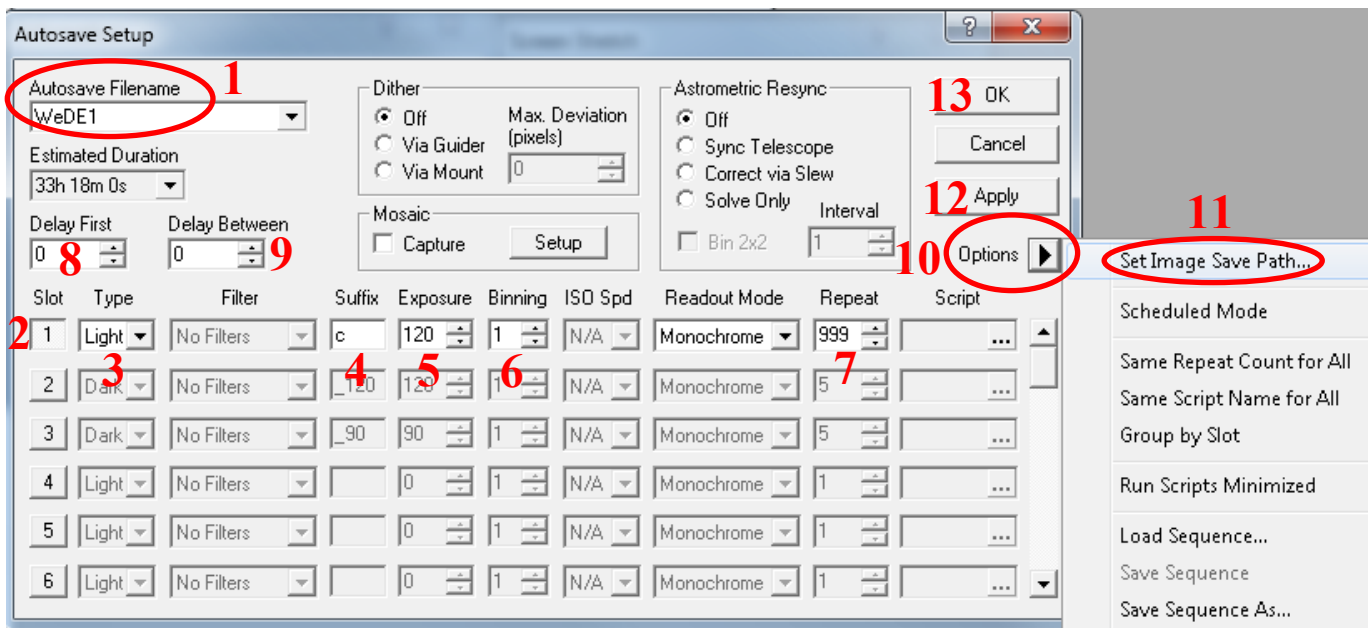 Autosave Setup
Autosave Filename 1
WeDE1
Estimated Duration
33h 18m 0s
Delay First Delay Between
0 8 0 9
Dither
Off
Via Guider
Via Mount
Max. Deviation
(pixels)
0
Mosaic
Capture Setup
Astrometric Resync
Off
Sync Telescope
Correct via Slew
Solve Only
Bin 2x2
Interval
1
13 OK
Cancel
12 Apply
10 Options
11
Set Image Save Path...
Scheduled Mode
Same Repeat Count for All
Same Script Name for All
Group by Slot
Run Scripts Minimized
Load Sequence...
Save Sequence
Save Sequence As...
Slot Type Filter Suffix Exposure Binning ISO Spd Readout Mode Repeat Script
2 1 Light No Filters c 120 1 N/A Monochrome 999 ...
3 4 5 6 7
2 Dark No Filters _120 120 1 N/A Monochrome 5 ...
3 Dark No Filters _90 90 1 N/A Monochrome 5 ...
4 Light No Filters 0 1 N/A Monochrome 1 ...
5 Light No Filters 0 1 N/A Monochrome 1 ...
6 Light No Filters 0 1 N/A Monochrome 1 ...